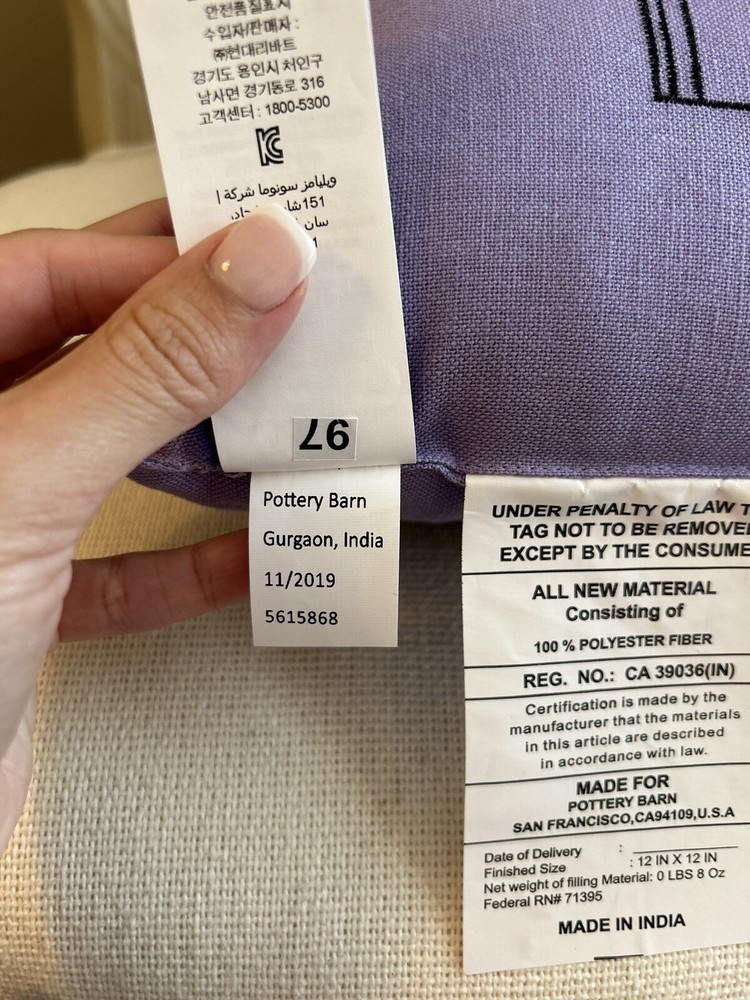 안전품질표시
수입자/판매자 :
㈜현대리바트
경기도 용인시 처인구
남사면 경기동로 316
고객센터 : 1800-5300
ويليامز سونوما شركة |
151
سان
97
Pottery Barn
Gurgaon, India
11/2019
5615868
UNDER PENALTY OF LAW T
TAG NOT TO BE REMOVE
EXCEPT BY THE CONSUME
ALL NEW MATERIAL
Consisting of
100 % POLYESTER FIBER
REG. NO.: CA 39036(IN)
Certification is made by the
manufacturer that the materials
in this article are described
in accordance with law.
MADE FOR
POTTERY BARN
SAN FRANCISCO,CA94109,U.S.A
Date of Delivery :
Finished Size : 12 IN X 12 IN
Net weight of filling Material: 0 LBS 8 Oz
Federal RN# 71395
MADE IN INDIA